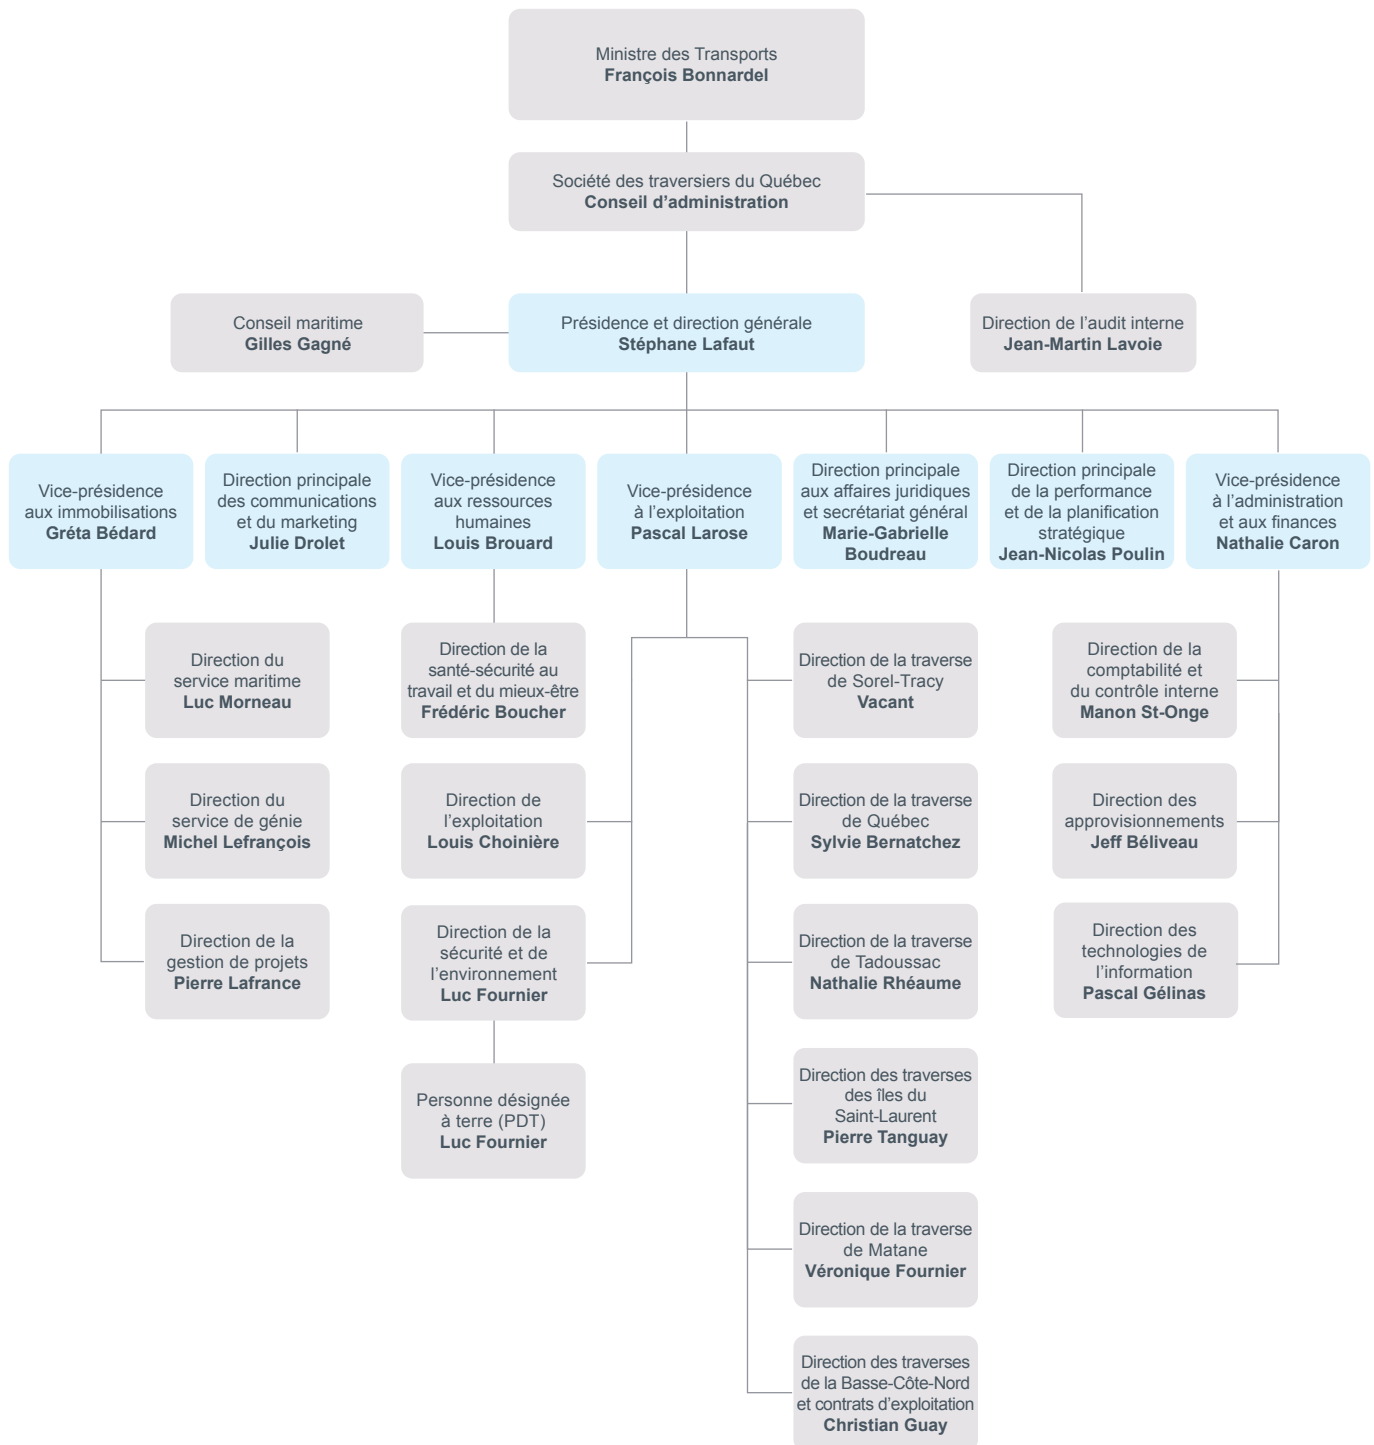 Ministre des Transports
François Bonnardel
Société des traversiers du Québec
Conseil d’administration
Conseil maritime
Gilles Gagné
Présidence et direction générale
Stéphane Lafaut
Direction de l’audit interne
Jean-Martin Lavoie
Vice-présidence
aux immobilisations
Gréta Bédard
Direction principale
des communications
et du marketing
Julie Drolet
Vice-présidence
aux ressources
humaines
Louis Brouard
Vice-présidence
à l’exploitation
Pascal Larose
Direction principale
aux affaires juridiques
et secrétariat général
Marie-Gabrielle
Boudreau
Direction principale
de la performance
et de la planification
stratégique
Jean-Nicolas Poulin
Vice-présidence
à l’administration
et aux finances
Nathalie Caron
Direction du
service maritime
Luc Morneau
Direction de la
santé-sécurité au
travail et du mieux-être
Frédéric Boucher
Direction de la traverse
de Sorel-Tracy
Vacant
Direction de la
comptabilité et
du contrôle interne
Manon St-Onge
Direction du
service de génie
Michel Lefrançois
Direction de
l’exploitation
Louis Choinière
Direction de la traverse
de Québec
Sylvie Bernatchez
Direction des
approvisionnements
Jeff Béliveau
Direction de la
gestion de projets
Pierre Lafrance
Direction de la
sécurité et de
l’environnement
Luc Fournier
Direction de la traverse
de Tadoussac
Nathalie Rhéaume
Direction des
technologies de
l’information
Pascal Gélinas
Personne désignée
à terre (PDT)
Luc Fournier
Direction des traverses
des îles du
Saint-Laurent
Pierre Tanguay
Direction de la traverse
de Matane
Véronique Fournier
Direction des traverses
de la Basse-Côte-Nord
et contrats d’exploitation
Christian Guay